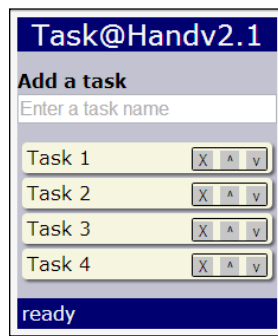 Task@Handv2.1
Add a task
Enter a task name
Task 1 X ^ v
Task 2 X ^ v
Task 3 X ^ v
Task 4 X ^ v
ready